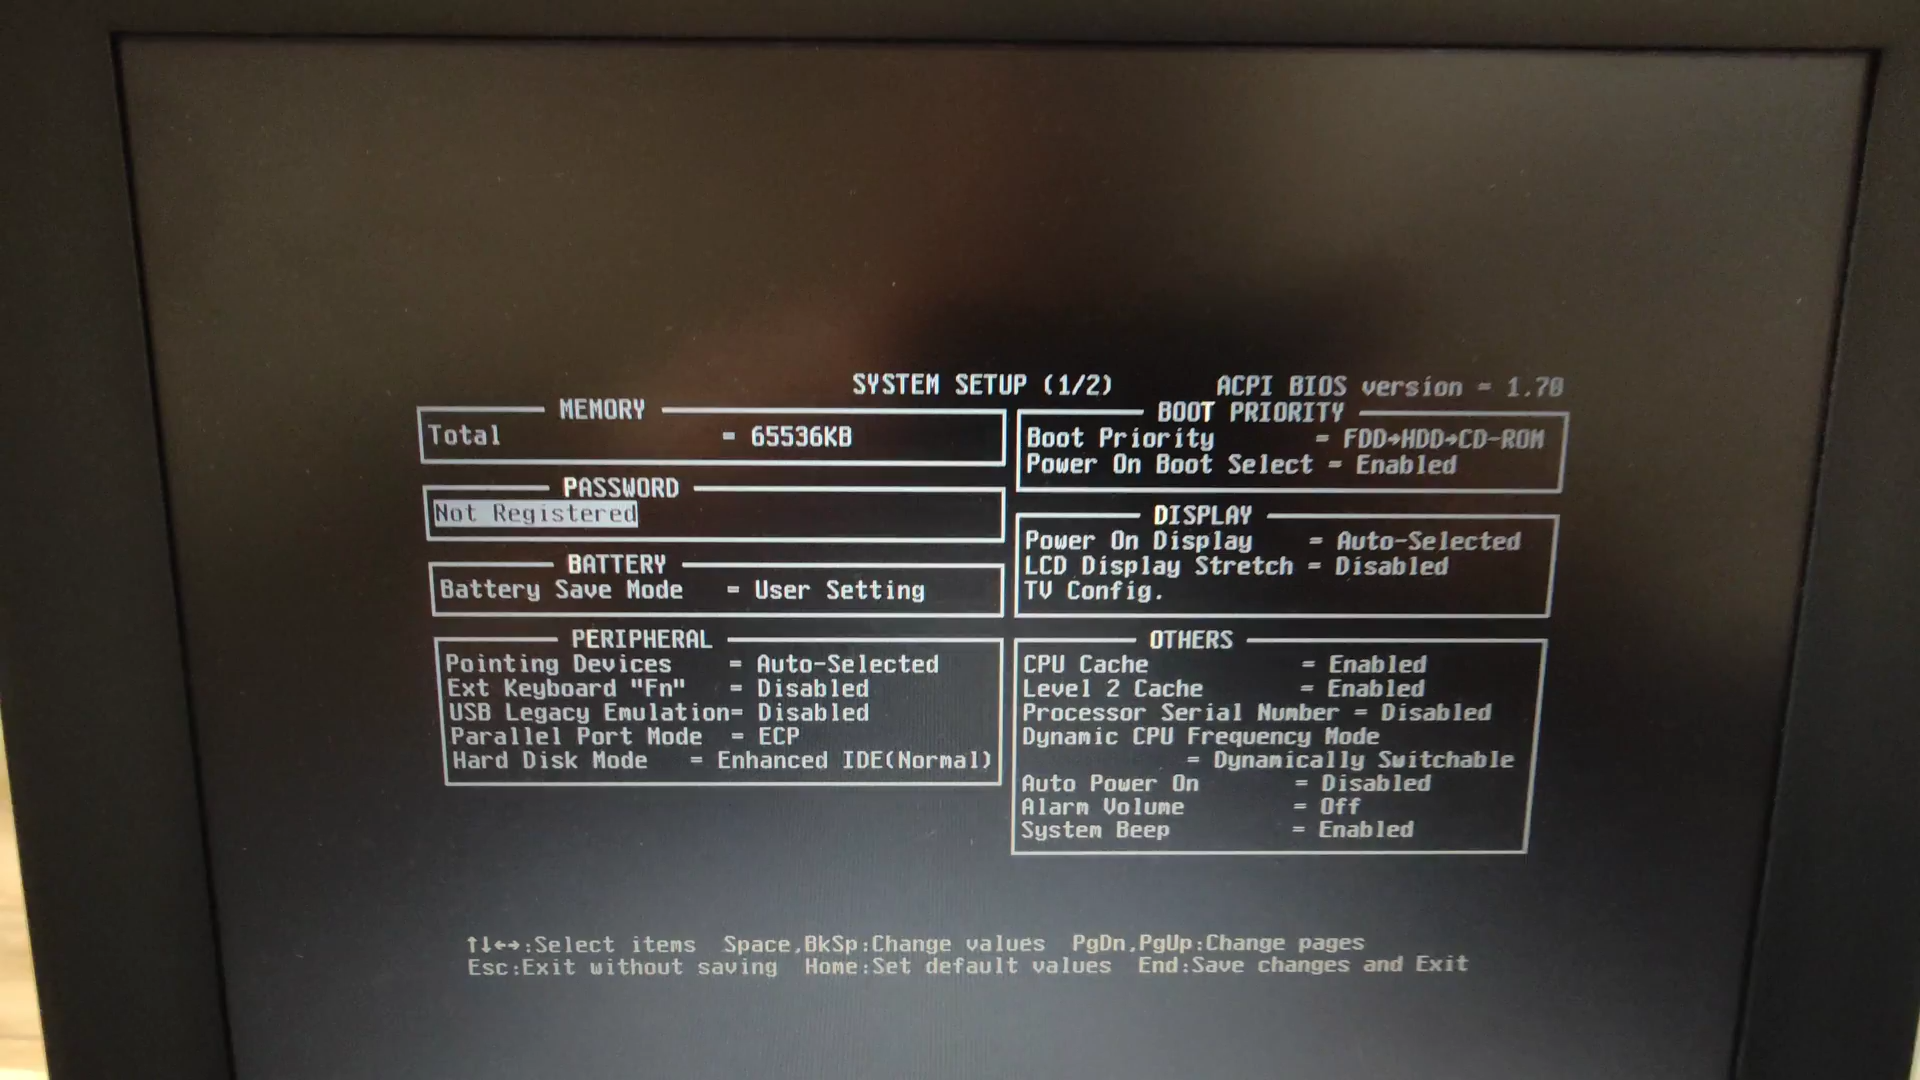 SYSTEM SETUP (1/2) ACPI BIOS version = 1.70
MEMORY
Total = 65536KB
PASSWORD
Not Registered
BATTERY
Battery Save Mode = User Setting
PERIPHERAL
Pointing Devices = Auto-Selected
Ext Keyboard "Fn" = Disabled
USB Legacy Emulation= Disabled
Parallel Port Mode = ECP
Hard Disk Mode = Enhanced IDE(Normal)
BOOT PRIORITY
Boot Priority = FDD→HDD→CD-ROM
Power On Boot Select = Enabled
DISPLAY
Power On Display = Auto-Selected
LCD Display Stretch = Disabled
TV Config.
OTHERS
CPU Cache = Enabled
Level 2 Cache = Enabled
Processor Serial Number = Disabled
Dynamic CPU Frequency Mode
= Dynamically Switchable
Auto Power On = Disabled
Alarm Volume = Off
System Beep = Enabled
↑↓←→:Select items Space,BkSp:Change values PgDn,PgUp:Change pages
Esc:Exit without saving Home:Set default values End:Save changes and Exit